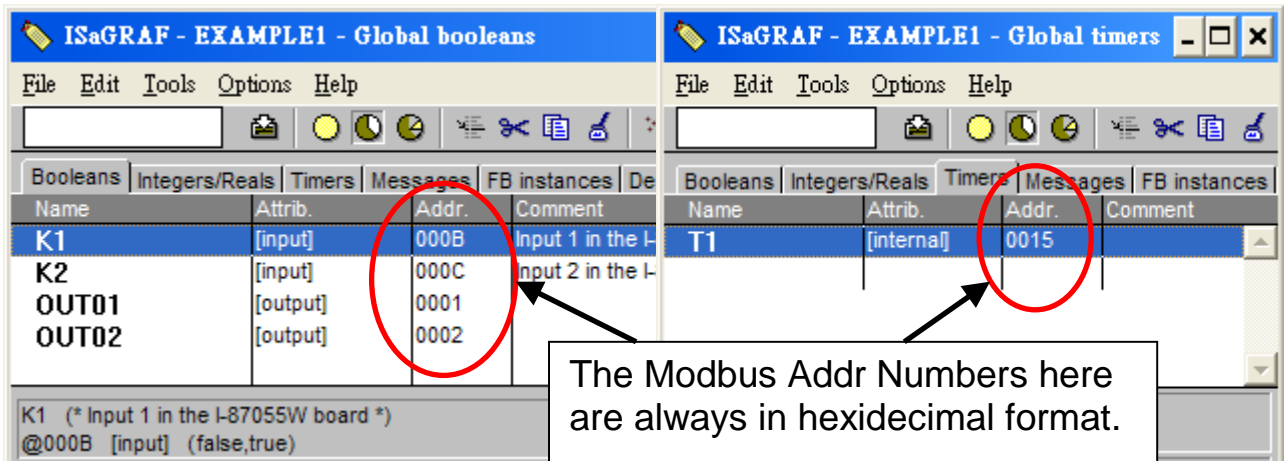 ISaGRAF - EXAMPLE1 - Global booleans
File Edit Tools Options Help
Booleans Integers/Reals Timers Messages FB instances De
Name Attrib. Addr. Comment
K1 [input] 000B Input 1 in the I-
K2 [input] 000C Input 2 in the I-
OUT01 [output] 0001
OUT02 [output] 0002
K1 (* Input 1 in the I-87055W board *)
@000B [input] (false,true)
ISaGRAF - EXAMPLE1 - Global timers
File Edit Tools Options Help
Booleans Integers/Reals Timers Messages FB instances
Name Attrib. Addr. Comment
T1 [internal] 0015
The Modbus Addr Numbers here
are always in hexidecimal format.